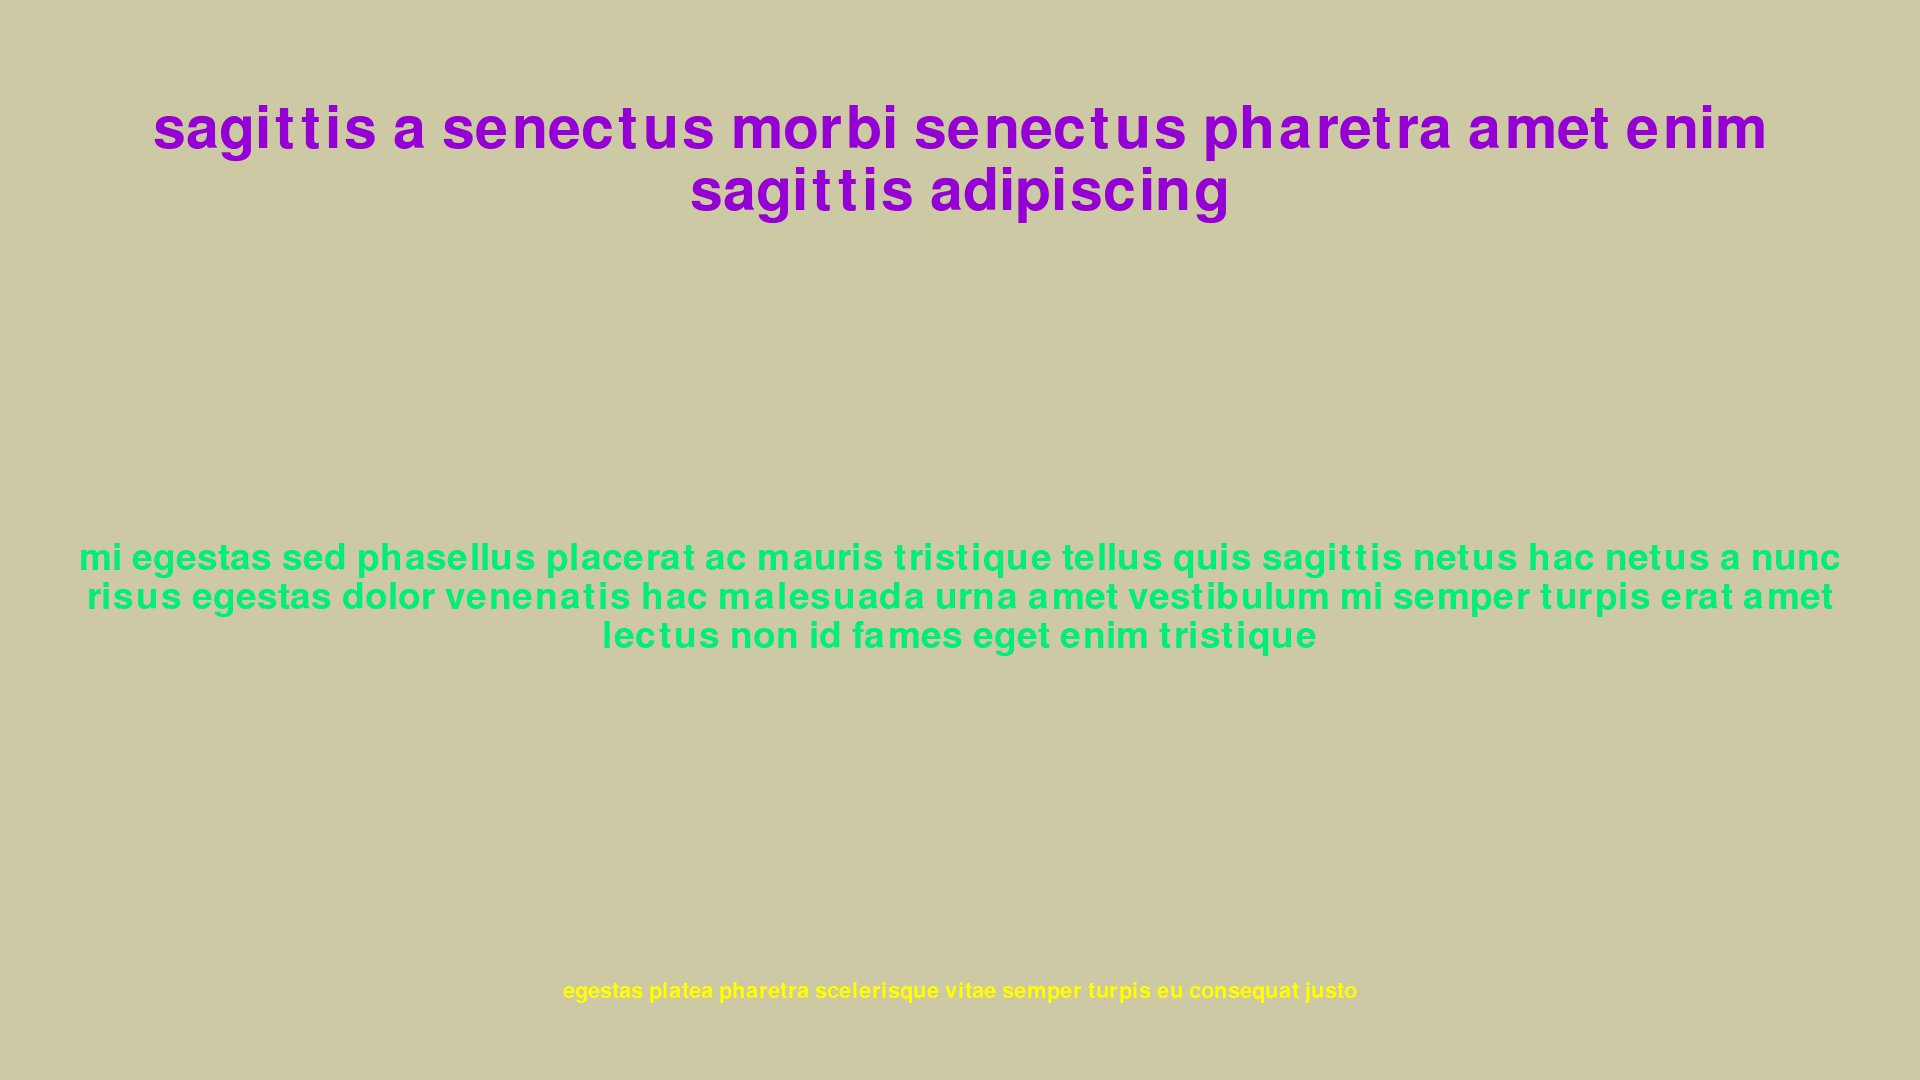 sagittis a senectus morbi senectus pharetra amet enim
sagittis adipiscing
mi egestas sed phasellus placerat ac mauris tristique tellus quis sagittis netus hac netus a nunc
risus egestas dolor venenatis hac malesuada urna amet vestibulum mi semper turpis erat amet
lectus non id fames eget enim tristique
egestas platea pharetra scelerisque vitae semper turpis eu consequat justo